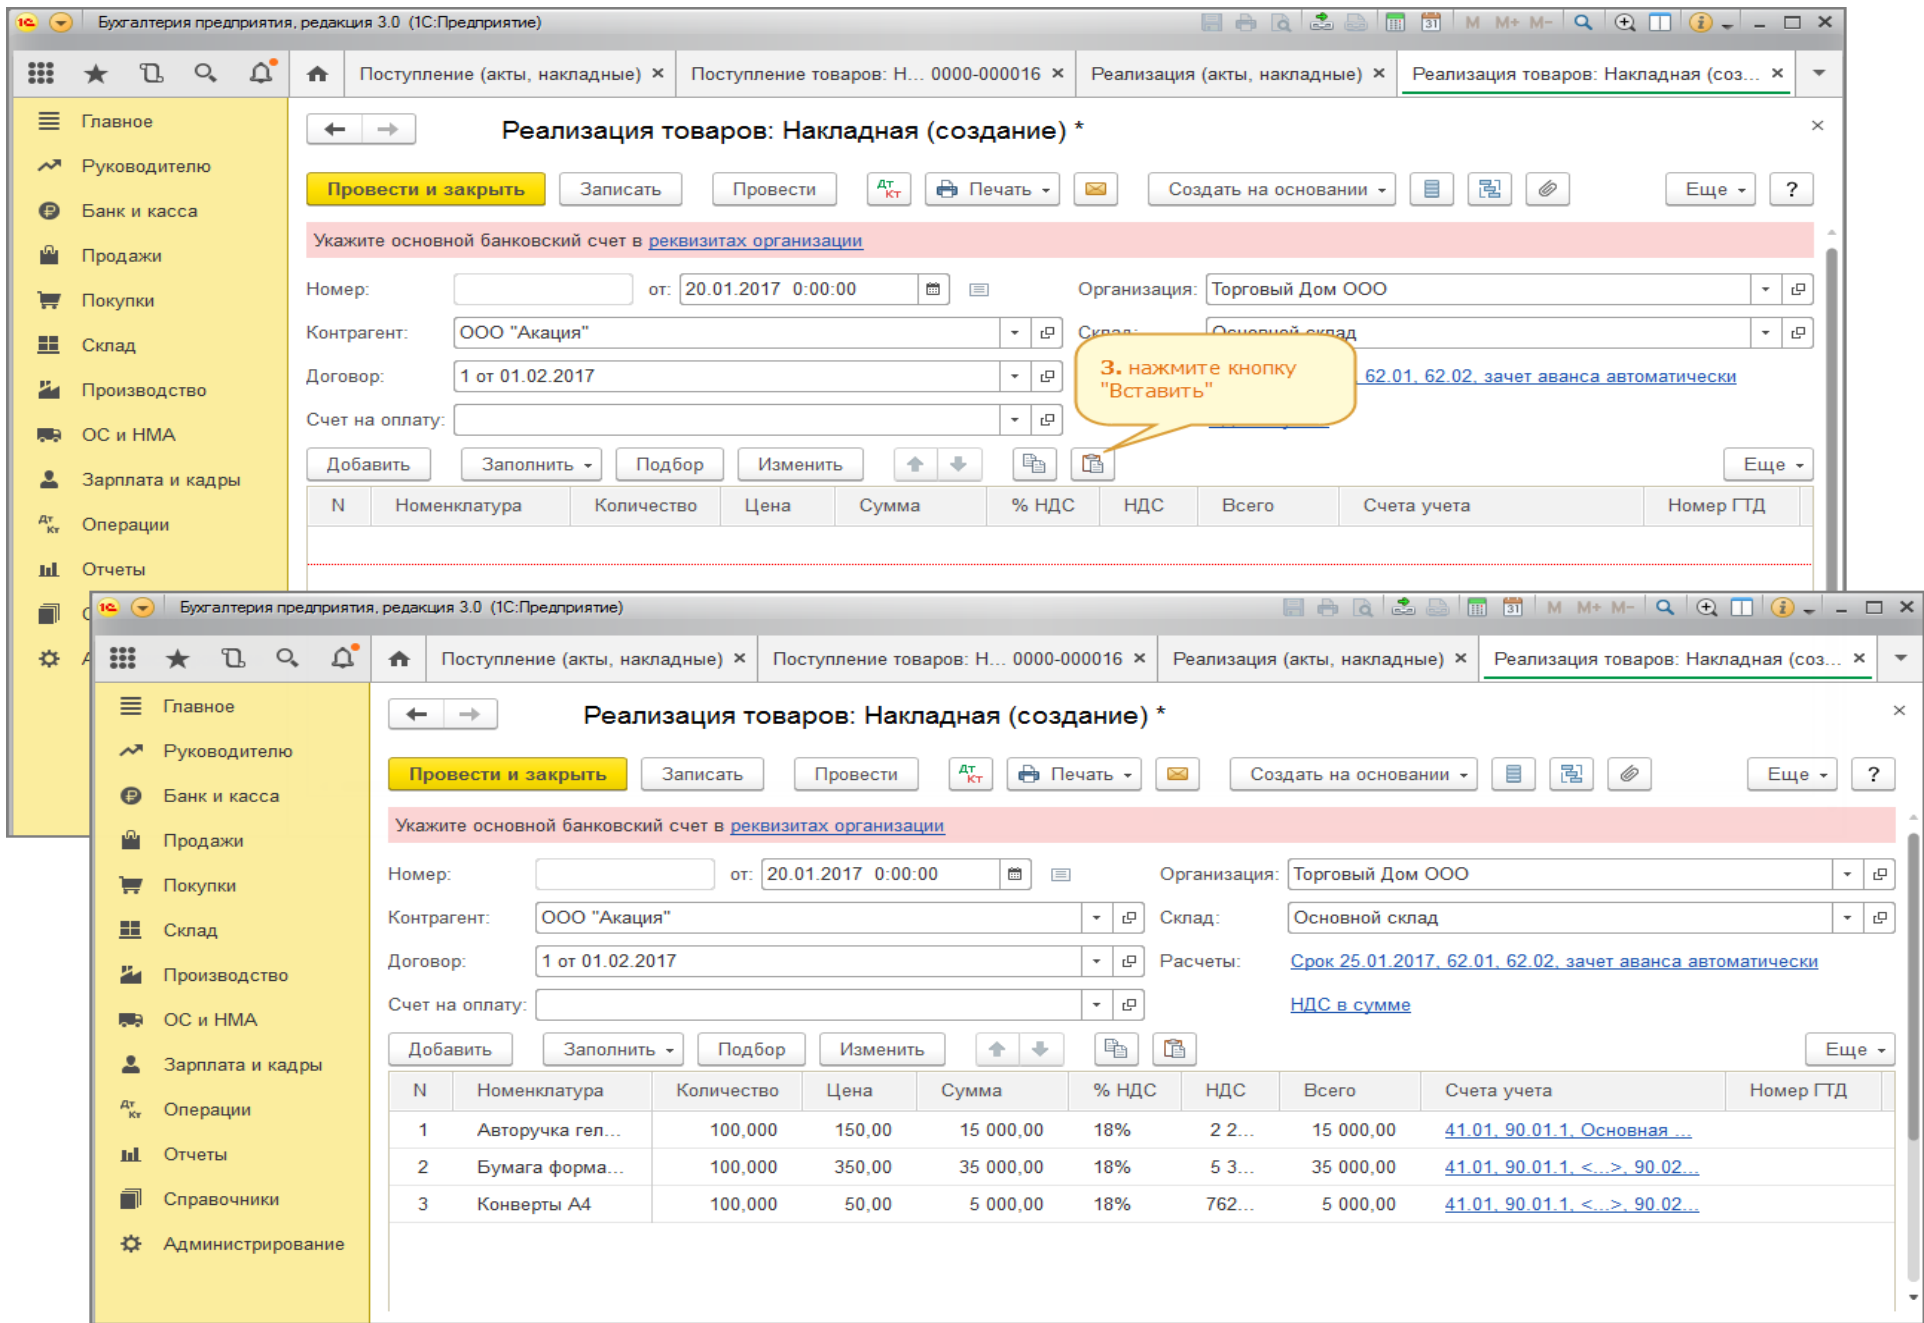 Бухгалтерия предприятия, редакция 3.0 (1С:Предприятие)
M M+ M-
Поступление (акты, накладные) × Поступление товаров: Н... 0000-000016 × Реализация (акты, накладные) × Реализация товаров: Накладная (соз... ×
Главное
Руководителю
Банк и касса
Продажи
Покупки
Склад
Производство
ОС и НМА
Зарплата и кадры
Операции
Отчеты
Реализация товаров: Накладная (создание) *
Провести и закрыть Записать Провести Дт Кт Печать Создать на основании Еще ?
Укажите основной банковский счет в реквизитах организации
Номер: от: 20.01.2017 0:00:00 Организация: Торговый Дом ООО
Контрагент: ООО "Акация" Склад: Основной склад
Договор: 1 от 01.02.2017 62.01, 62.02, зачет аванса автоматически
Счет на оплату:
3. нажмите кнопку
"Вставить"
Добавить Заполнить Подбор Изменить Еще
N Номенклатура Количество Цена Сумма % НДС НДС Всего Счета учета Номер ГТД
Бухгалтерия предприятия, редакция 3.0 (1С:Предприятие)
M M+ M-
Поступление (акты, накладные) × Поступление товаров: Н... 0000-000016 × Реализация (акты, накладные) × Реализация товаров: Накладная (соз... ×
Главное
Руководителю
Банк и касса
Продажи
Покупки
Склад
Производство
ОС и НМА
Зарплата и кадры
Операции
Отчеты
Справочники
Администрирование
Реализация товаров: Накладная (создание) *
Провести и закрыть Записать Провести Дт Кт Печать Создать на основании Еще ?
Укажите основной банковский счет в реквизитах организации
Номер: от: 20.01.2017 0:00:00 Организация: Торговый Дом ООО
Контрагент: ООО "Акация" Склад: Основной склад
Договор: 1 от 01.02.2017 Расчеты: Срок 25.01.2017, 62.01, 62.02, зачет аванса автоматически
Счет на оплату: НДС в сумме
Добавить Заполнить Подбор Изменить Еще
N Номенклатура Количество Цена Сумма % НДС НДС Всего Счета учета Номер ГТД
1 Авторучка гел... 100,000 150,00 15 000,00 18% 2 2... 15 000,00 41.01, 90.01.1, Основная ...
2 Бумага форма... 100,000 350,00 35 000,00 18% 5 3... 35 000,00 41.01, 90.01.1, <...>, 90.02...
3 Конверты А4 100,000 50,00 5 000,00 18% 762... 5 000,00 41.01, 90.01.1, <...>, 90.02...